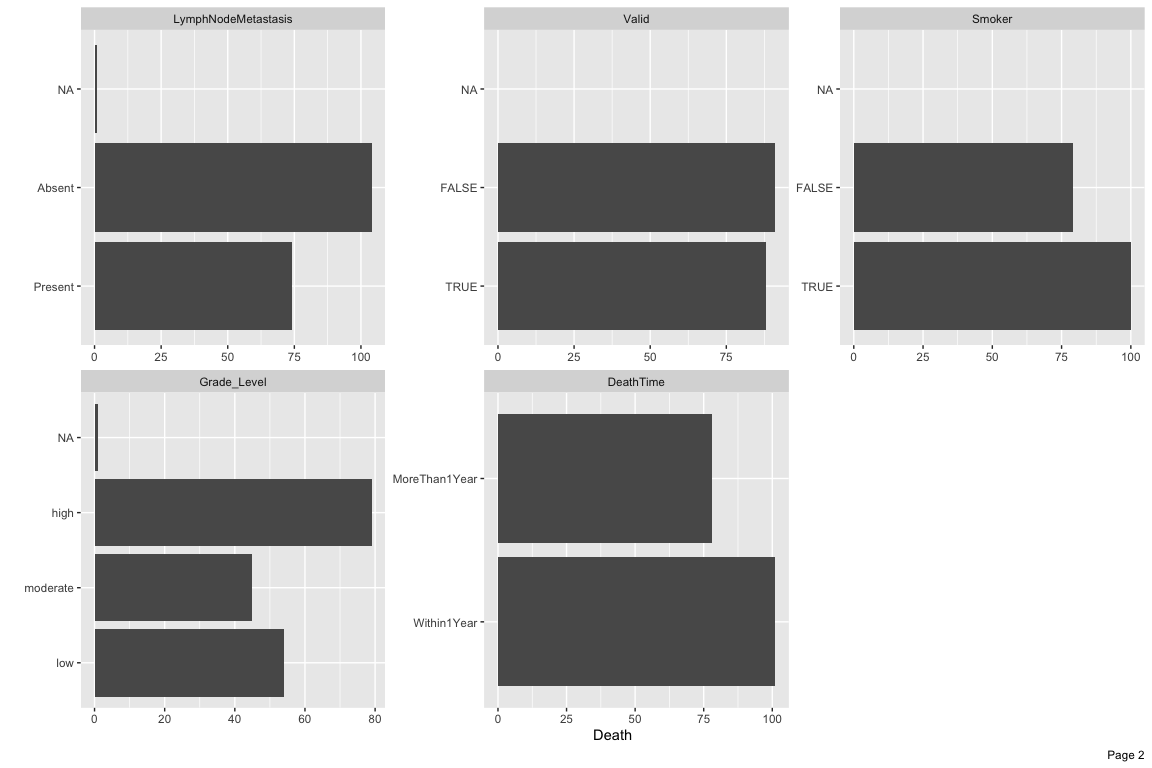 LymphNodeMetastasis
NA
Absent
Present
0 25 50 75 100
Valid
NA
FALSE
TRUE
0 25 50 75
Smoker
NA
FALSE
TRUE
0 25 50 75 100
Grade_Level
NA
high
moderate
low
0 20 40 60 80
DeathTime
MoreThan1Year
Within1Year
0 25 50 75 100
Death
Page 2